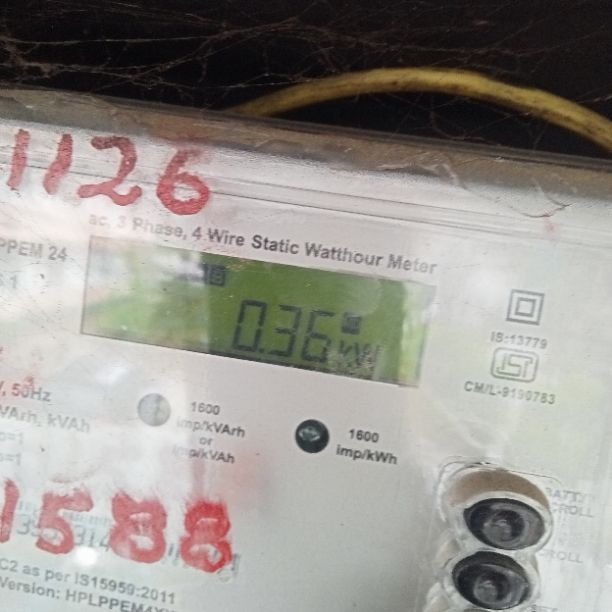 1126
ac, 3 Phase, 4 Wire Static Watthour Meter
PPEM 24
0.36 kW
IS:13779
CM/L-9190783
, 50Hz
VArh, kVAh
1600
imp/kVArh
or
imp/kVAh
1600
imp/kWh
1588
C2 as per IS15959:2011
Version: HPLPPEM4
SCROLL